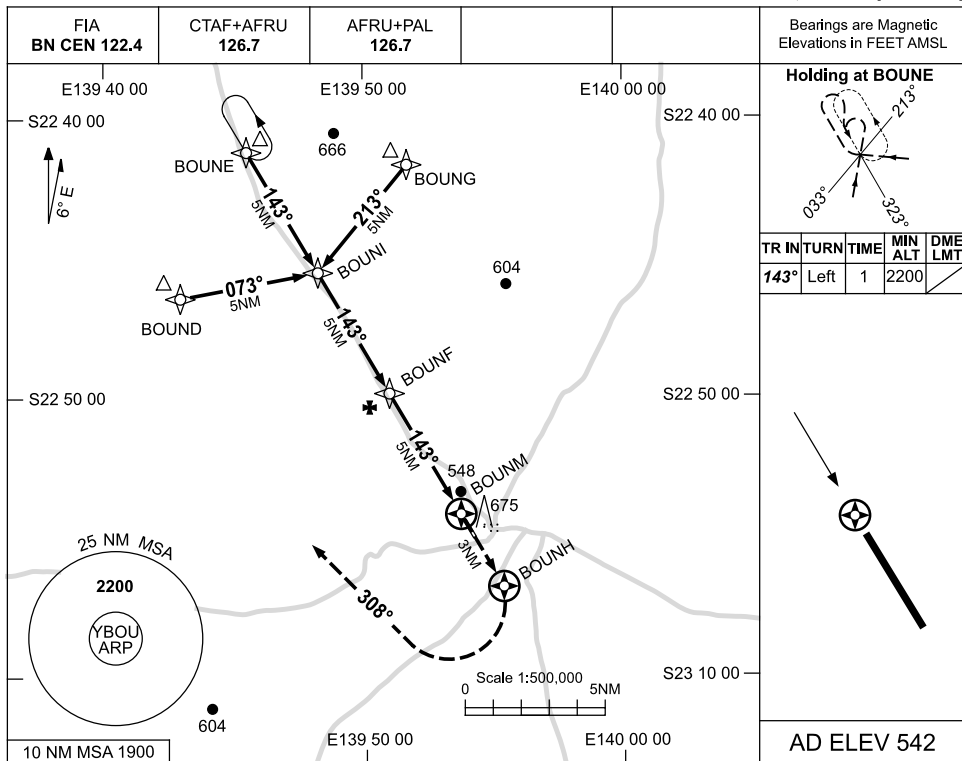 FIA
BN CEN 122.4
CTAF+AFRU
126.7
AFRU+PAL
126.7
Bearings are Magnetic
Elevations in FEET AMSL
E139 40 00
E139 50 00
E140 00 00
S22 40 00
S22 40 00
6° E
666
BOUNE
BOUNG
143°
5NM
213°
5NM
BOUNI
604
073°
5NM
BOUND
143°
5NM
BOUNF
S22 50 00
S22 50 00
143°
5NM
548
BOUNM
675
3NM
BOUNH
308°
25 NM MSA
2200
YBOU
ARP
S23 10 00
Scale 1:500,000
0
5NM
604
10 NM MSA 1900
E139 50 00
E140 00 00
Holding at BOUNE
213°
033°
323°
TR IN TURN TIME MIN ALT DME LMT
143° Left 1 2200
AD ELEV 542